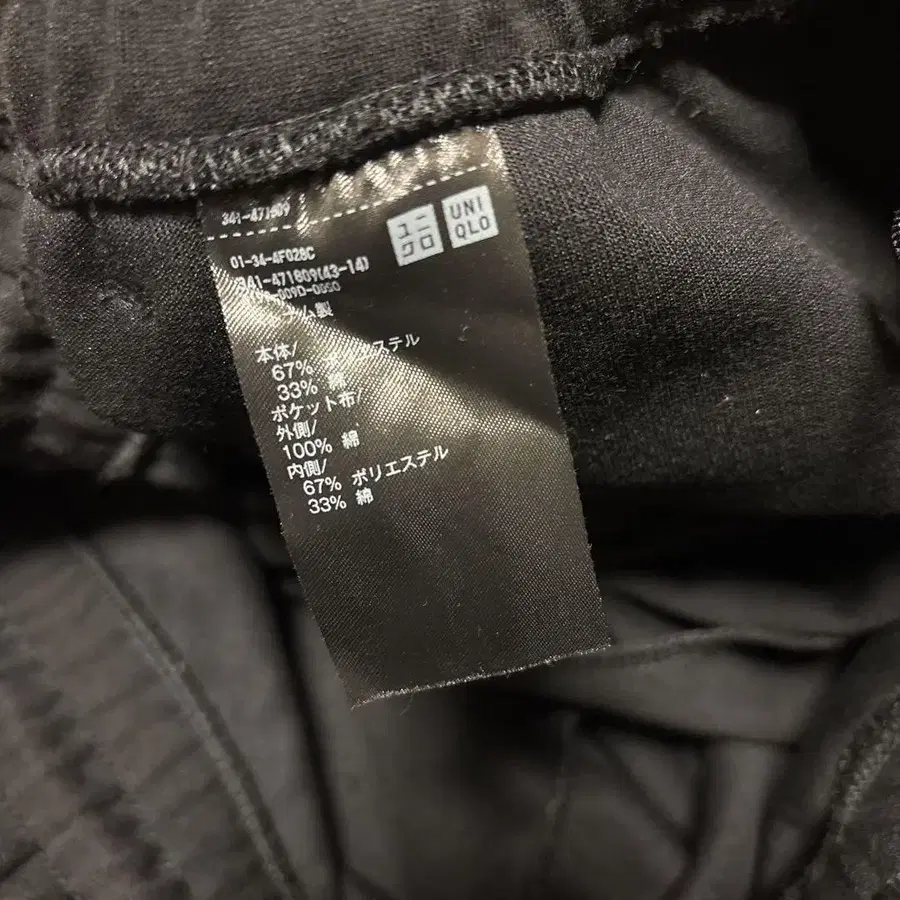 341-471809
ユニ
クロ
UNI
QLO
01-34-4F028C
341-471809(43-14)
ム製
本体/
67% ポリエステル
33% 綿
ポケット布/
外側/
100% 綿
内側/
67% ポリエステル
33% 綿